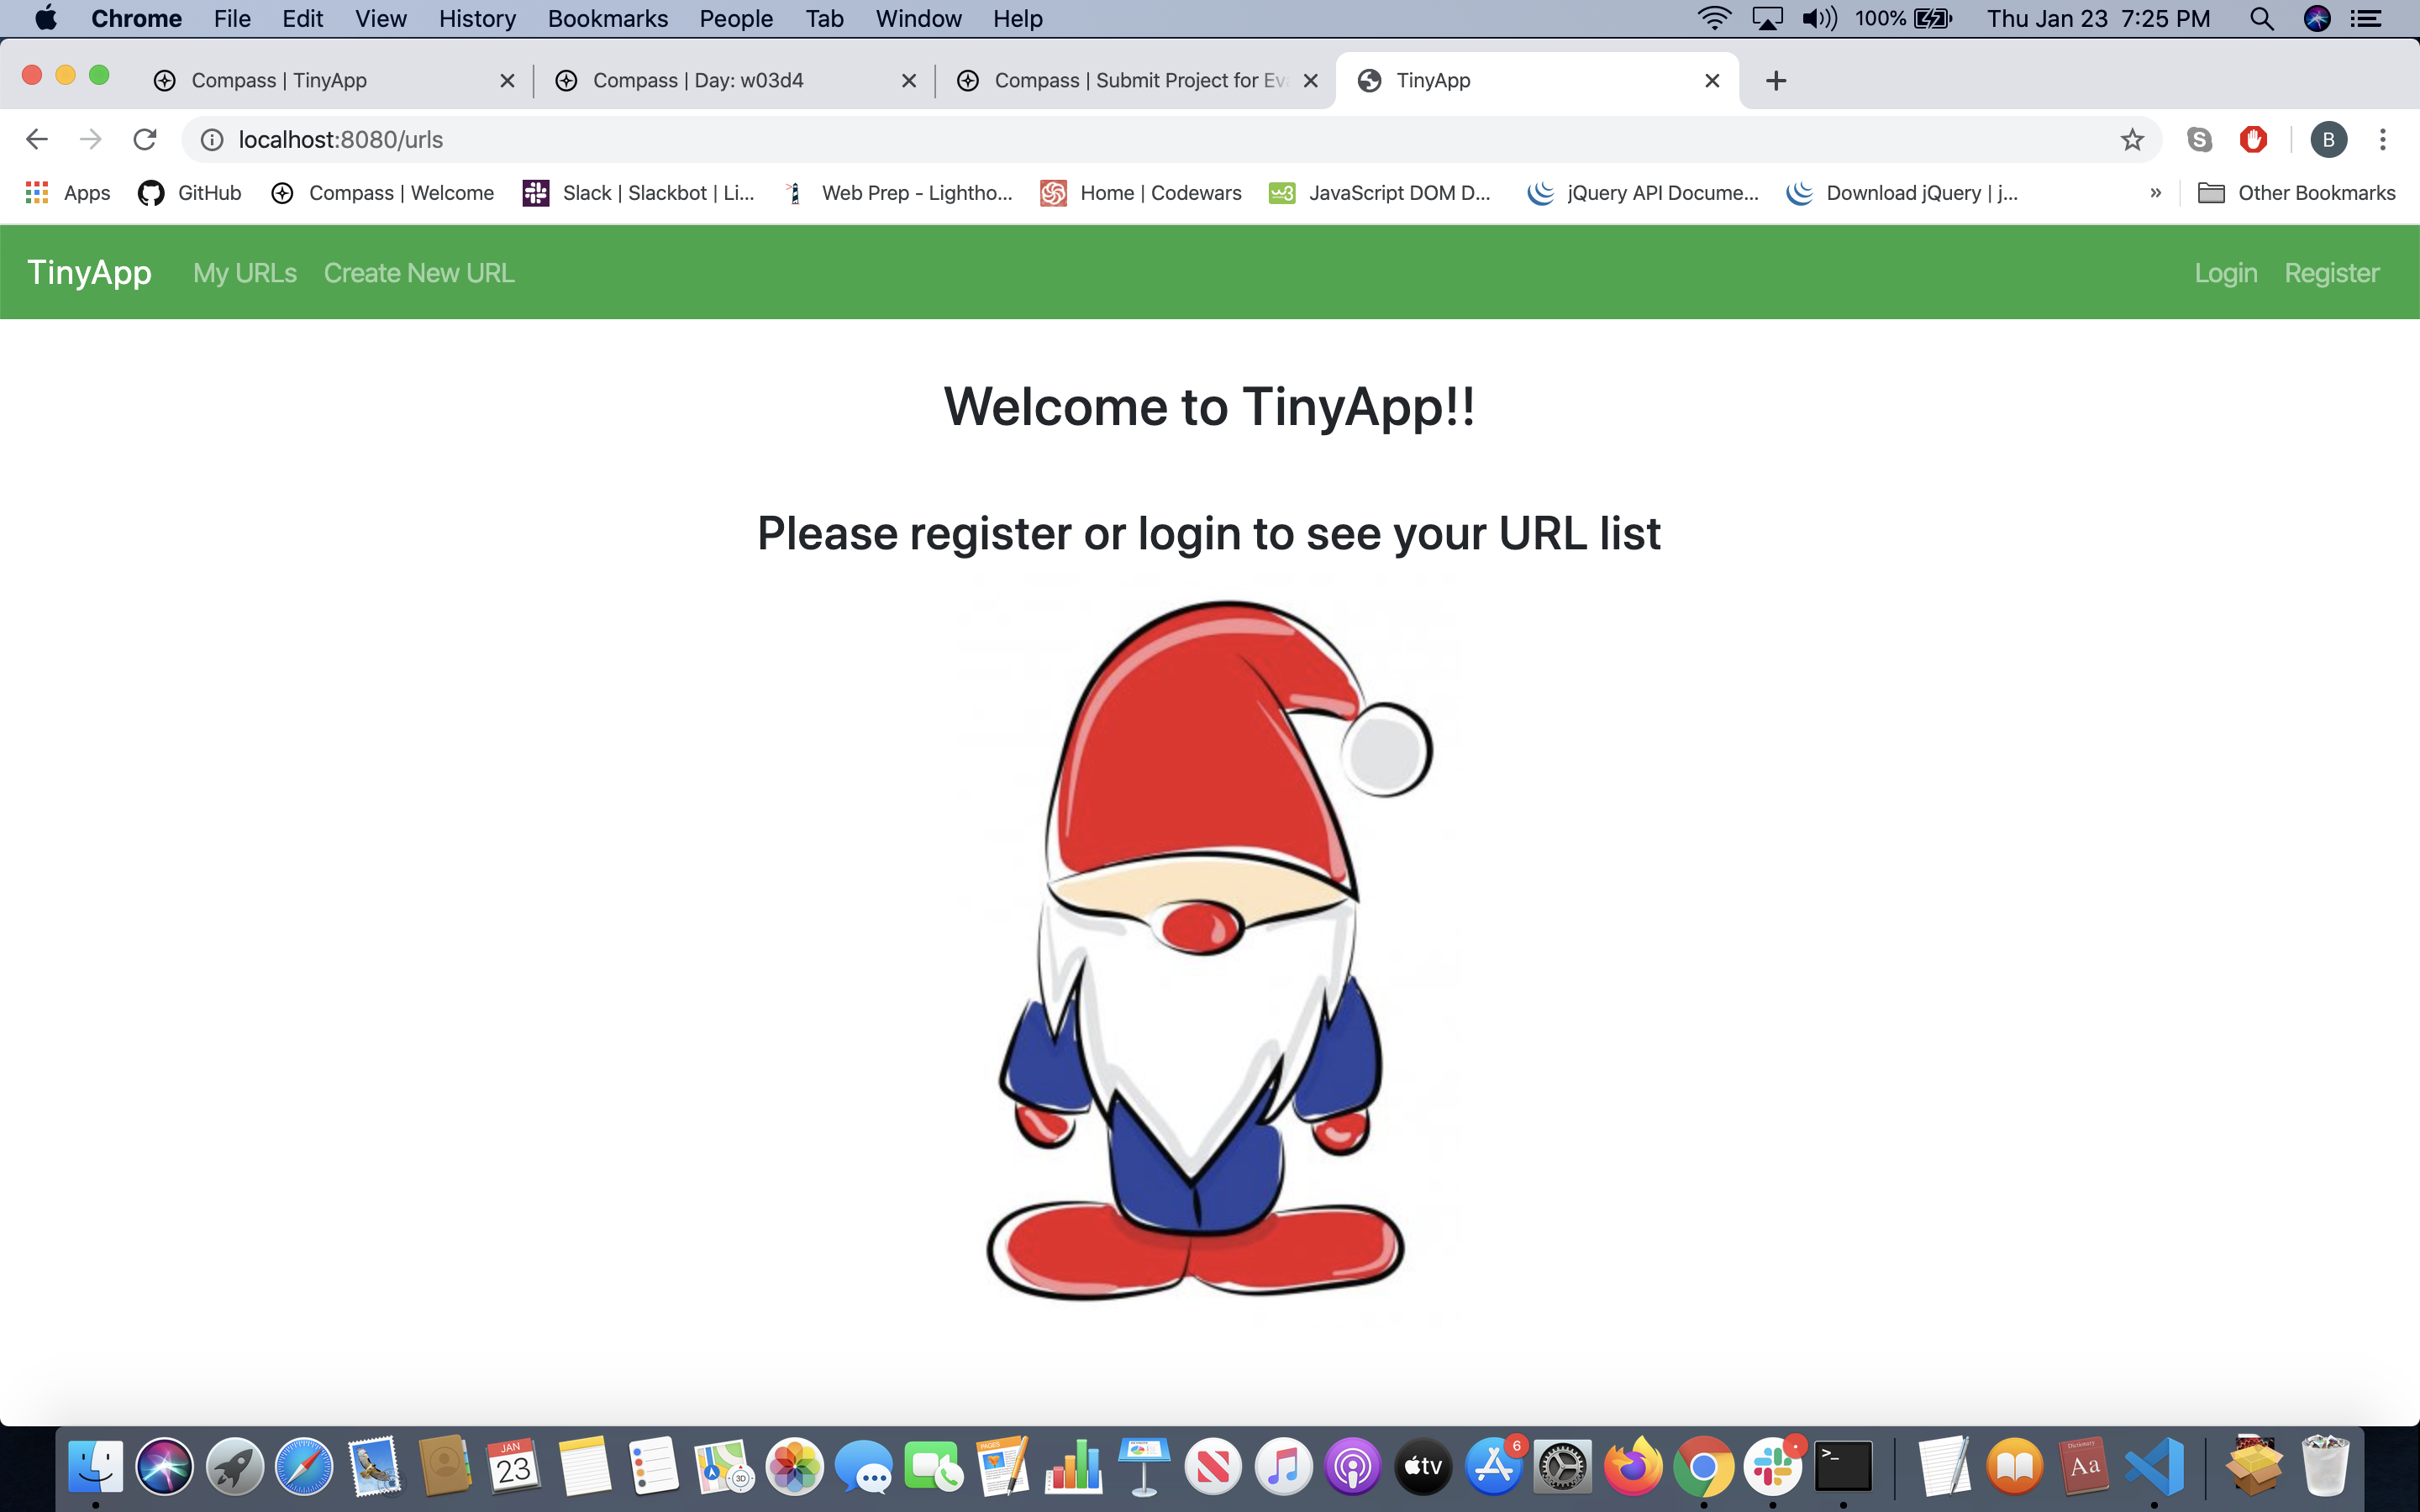 Chrome File Edit View History Bookmarks People Tab Window Help 100% Thu Jan 23 7:25 PM
Compass | TinyApp Compass | Day: w03d4 Compass | Submit Project for Ev TinyApp
localhost:8080/urls B
Apps GitHub Compass | Welcome Slack | Slackbot | Li... Web Prep - Lightho... Home | Codewars JavaScript DOM D... jQuery API Docume... Download jQuery | j... » Other Bookmarks
TinyApp My URLs Create New URL Login Register
Welcome to TinyApp!!
Please register or login to see your URL list
JAN
23
PAGES
3D
tv
6
>_
Dictionary
Aa